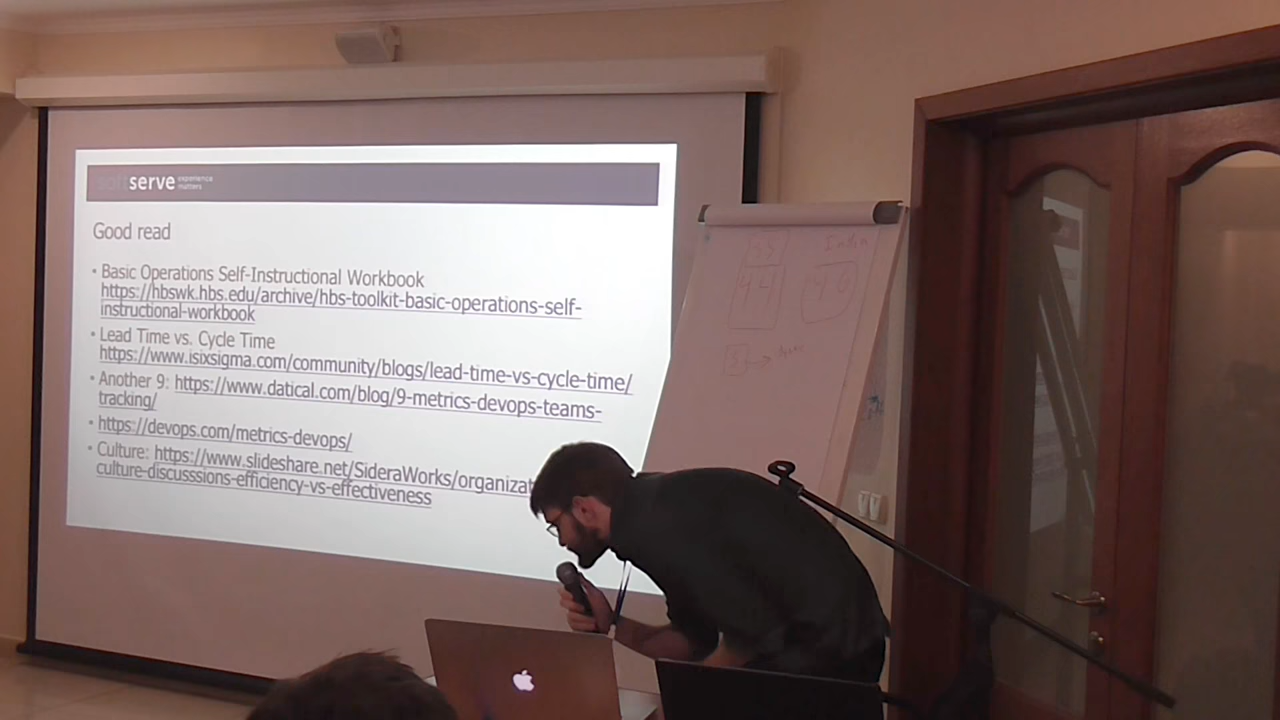 softserve experience matters
Good read
• Basic Operations Self-Instructional Workbook
https://hbswk.hbs.edu/archive/hbs-toolkit-basic-operations-self-
instructional-workbook
• Lead Time vs. Cycle Time
https://www.isixsigma.com/community/blogs/lead-time-vs-cycle-time/
• Another 9: https://www.datical.com/blog/9-metrics-devops-teams-
tracking/
• https://devops.com/metrics-devops/
• Culture: https://www.slideshare.net/SideraWorks/organizat
culture-discusssions-efficiency-vs-effectiveness